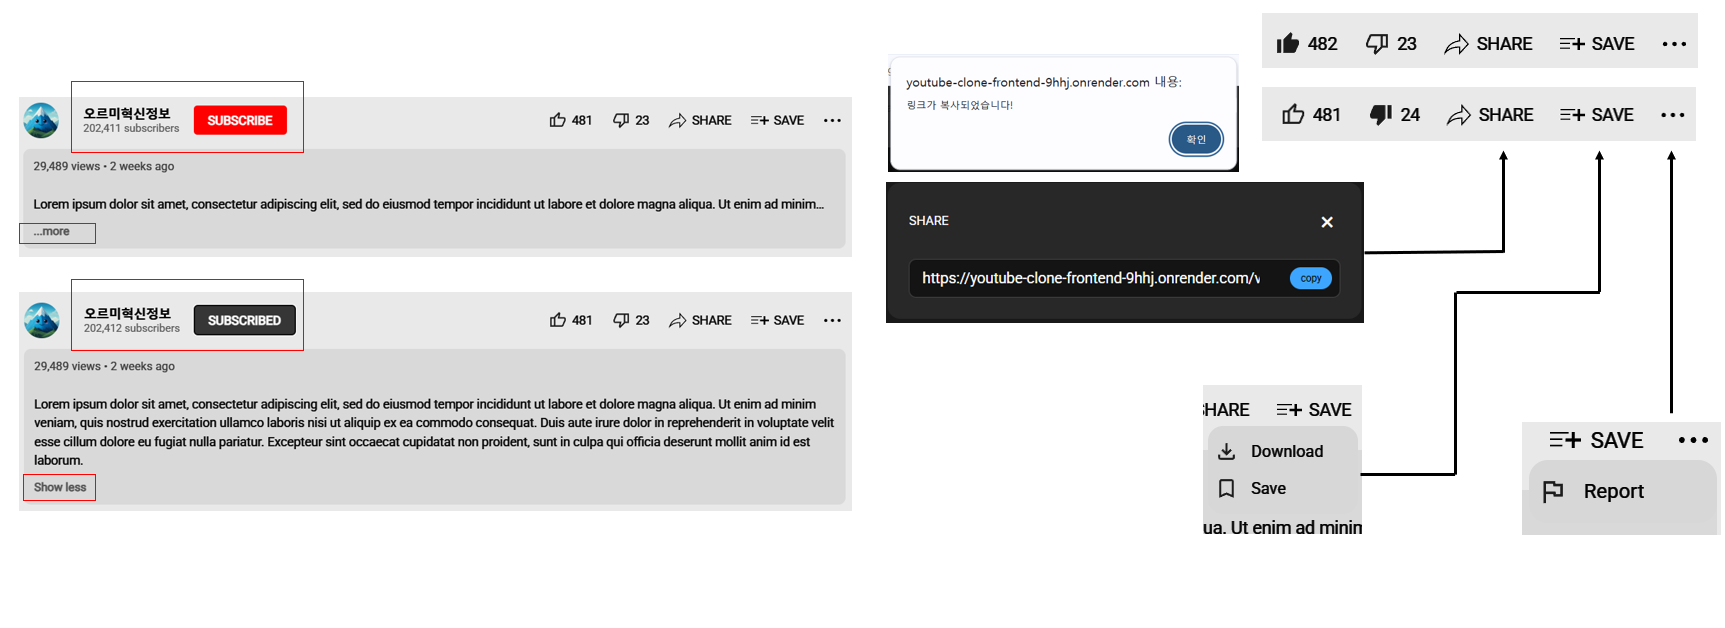 오르미혁신정보
202,411 subscribers
SUBSCRIBE
481
23
SHARE
SAVE
29,489 views • 2 weeks ago
Lorem ipsum dolor sit amet, consectetur adipiscing elit, sed do eiusmod tempor incididunt ut labore et dolore magna aliqua. Ut enim ad minim...
...more
오르미혁신정보
202,412 subscribers
SUBSCRIBED
481
23
SHARE
SAVE
29,489 views • 2 weeks ago
Lorem ipsum dolor sit amet, consectetur adipiscing elit, sed do eiusmod tempor incididunt ut labore et dolore magna aliqua. Ut enim ad minim
veniam, quis nostrud exercitation ullamco laboris nisi ut aliquip ex ea commodo consequat. Duis aute irure dolor in reprehenderit in voluptate velit
esse cillum dolore eu fugiat nulla pariatur. Excepteur sint occaecat cupidatat non proident, sunt in culpa qui officia deserunt mollit anim id est
laborum.
Show less
youtube-clone-frontend-9hhj.onrender.com 내용:
링크가 복사되었습니다!
확인
SHARE
https://youtube-clone-frontend-9hhj.onrender.com/v
copy
482
23
SHARE
SAVE
481
24
SHARE
SAVE
HARE
SAVE
Download
Save
ua. Ut enim ad minim
SAVE
Report